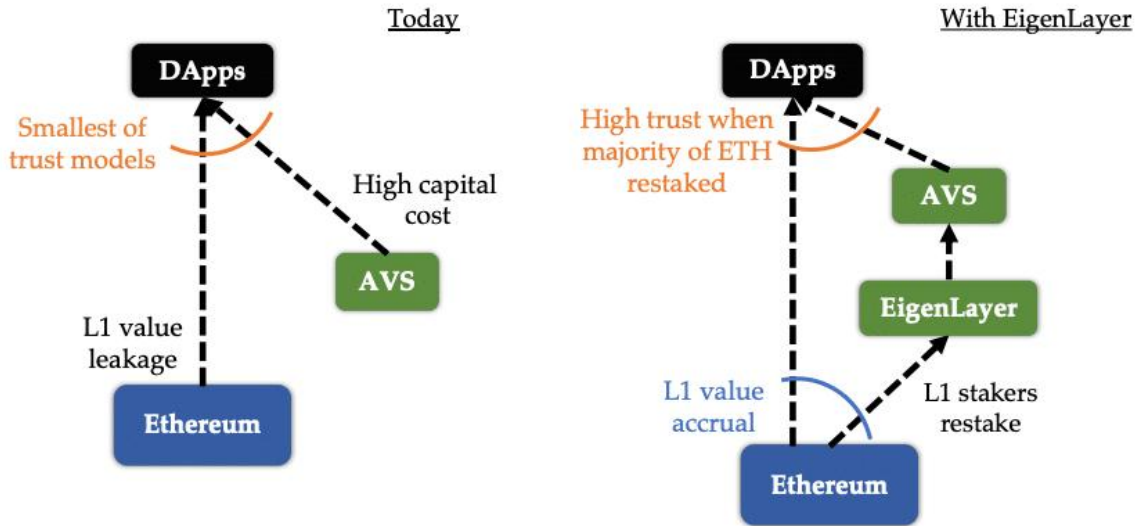 Today
DApps
Smallest of
trust models
High capital
cost
AVS
L1 value
leakage
Ethereum
With EigenLayer
DApps
High trust when
majority of ETH
restaked
AVS
EigenLayer
L1 value
accrual
L1 stakers
restake
Ethereum